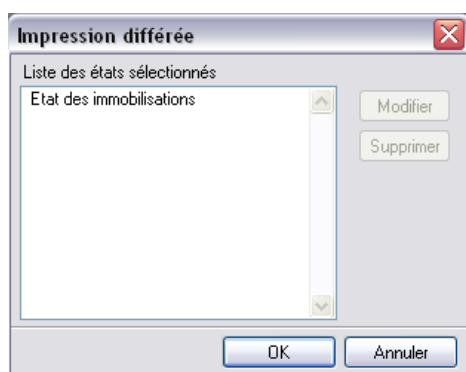 Impression différée
Liste des états sélectionnés
Etat des immobilisations
Modifier
Supprimer
OK
Annuler